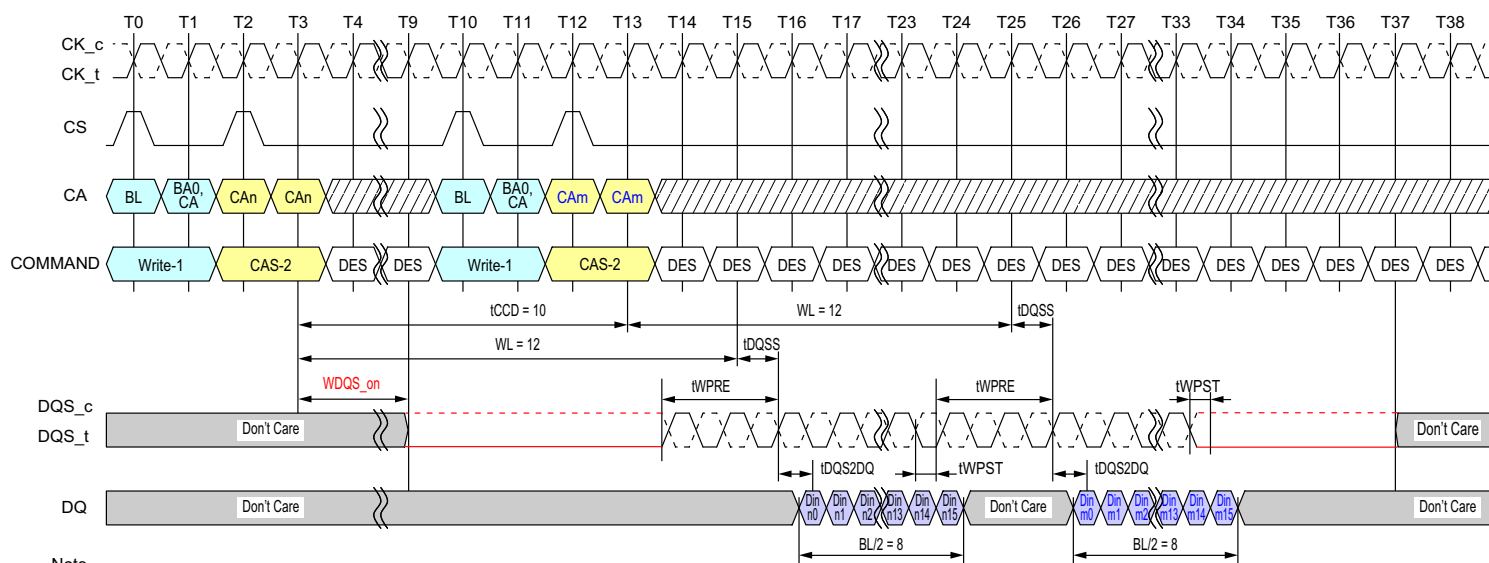 T0 T1 T2 T3 T4 T9 T10 T11 T12 T13 T14 T15 T16 T17 T23 T24 T25 T26 T27 T33 T34 T35 T36 T37 T38
CK_c
CK_t
CS
CA BL BA0, CA CAn CAn BL BA0, CA CAm CAm
COMMAND Write-1 CAS-2 DES DES Write-1 CAS-2 DES DES DES DES DES DES DES DES DES DES DES DES DES DES DES
tCCD = 10 WL = 12 tDQSS
WL = 12 tDQSS
WDQS_on tWPRE tWPRE tWPST
DQS_c
DQS_t Don't Care Don't Care
tDQS2DQ tWPST tDQS2DQ
DQ Don't Care Din n0 Din n1 Din n2 Din n13 Din n14 Din n15 Don't Care Din m0 Din m1 Din m2 Din m13 Din m14 Din m15 Don't Care
BL/2 = 8 BL/2 = 8